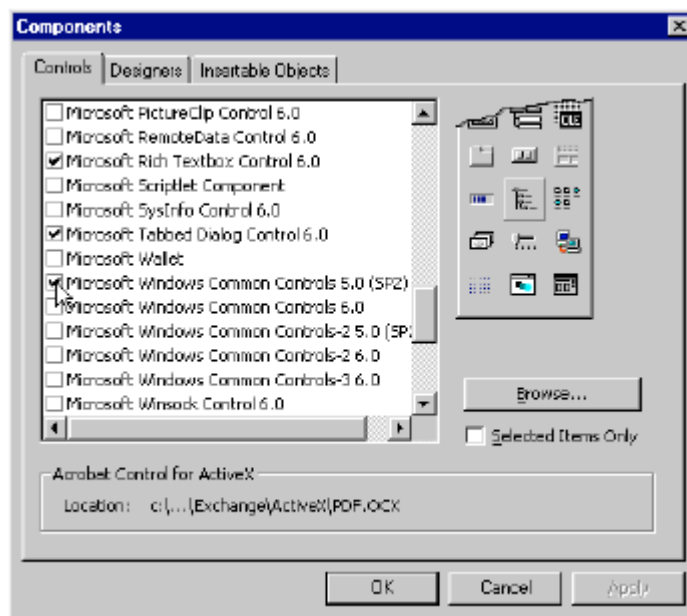 Components
Controls
Designers
Insertable Objects
Microsoft PictureClip Control 6.0
Microsoft RemoteData Control 6.0
Microsoft Rich Textbox Control 6.0
Microsoft Scriptlet Component
Microsoft SysInfo Control 6.0
Microsoft Tabbed Dialog Control 6.0
Microsoft Wallet
Microsoft Windows Common Controls 5.0 (SP2)
Microsoft Windows Common Controls 6.0
Microsoft Windows Common Controls-2 5.0 (SP2
Microsoft Windows Common Controls-2 6.0
Microsoft Windows Common Controls-3 6.0
Microsoft Winsock Control 6.0
Browse...
Selected Items Only
Acrobat Control for ActiveX
Location: c:\...\Exchange\ActiveX\PDF.OCX
OK
Cancel
Apply